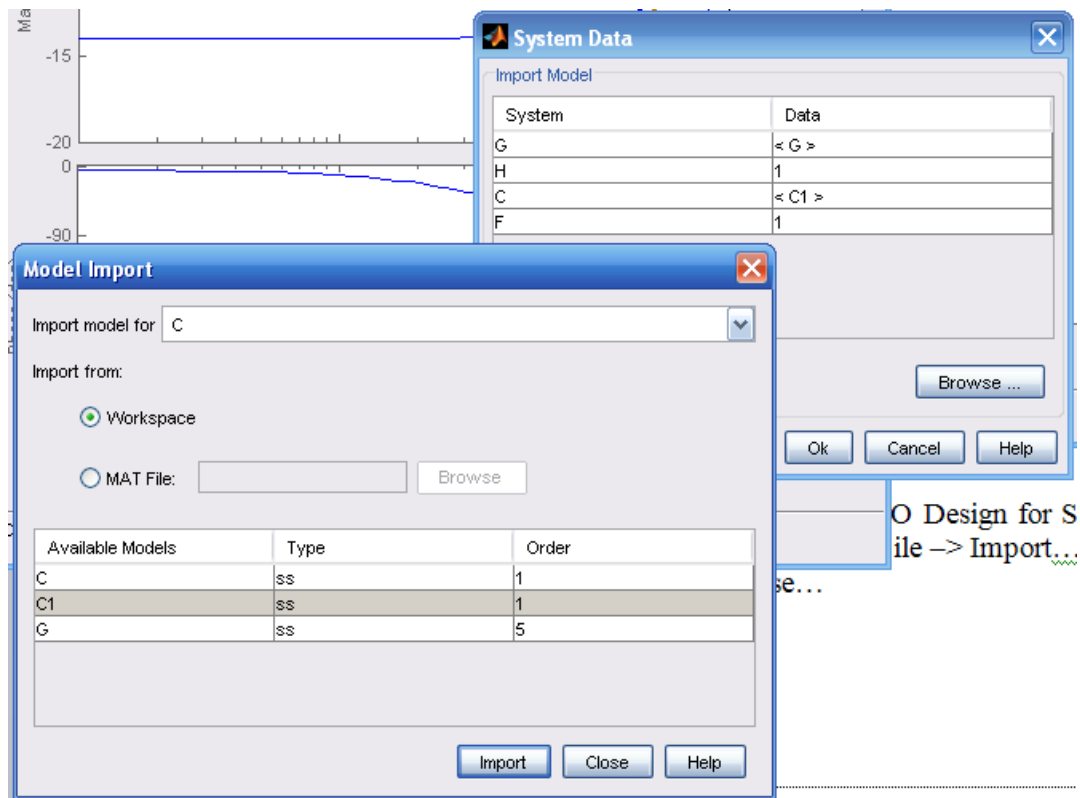 Ma
-15
-20
0
-90
System Data
Import Model
System Data
G < G >
H 1
C < C1 >
F 1
Browse ...
Ok Cancel Help
Model Import
Import model for C
Import from:
Workspace
MAT File: Browse
Available Models Type Order
C ss 1
C1 ss 1
G ss 5
Import Close Help
O Design for S
ile –> Import…
se…